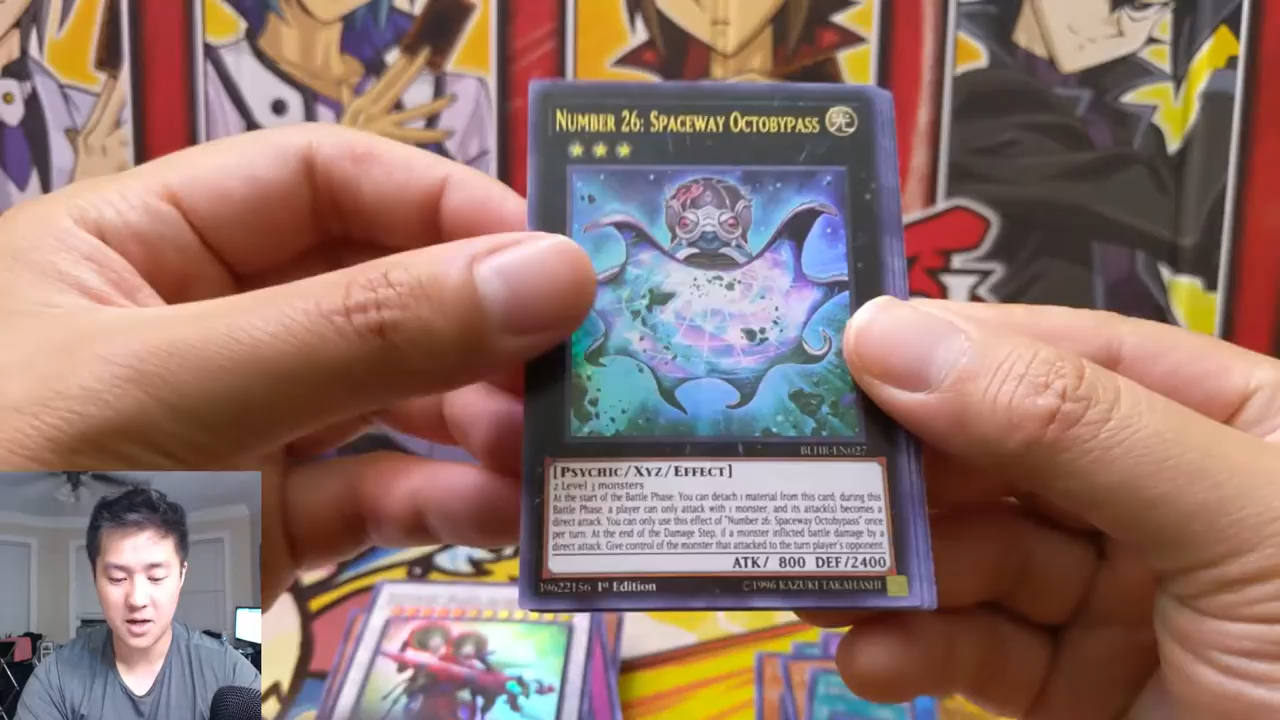 NUMBER 26: SPACEWAY OCTOBYPASS 光
BLHR-EN027
[PSYCHIC/XYZ/EFFECT]
2 Level 3 monsters
At the start of the Battle Phase: You can detach 1 material from this card; during this
Battle Phase, a player can only attack with 1 monster, and its attack(s) becomes a
direct attack. You can only use this effect of "Number 26: Spaceway Octobypass" once
per turn. At the end of the Damage Step, if a monster inflicted battle damage by a
direct attack: Give control of the monster that attacked to the turn player's opponent.
ATK/ 800 DEF/2400
39622156 1st Edition ©1996 KAZUKI TAKAHASHI